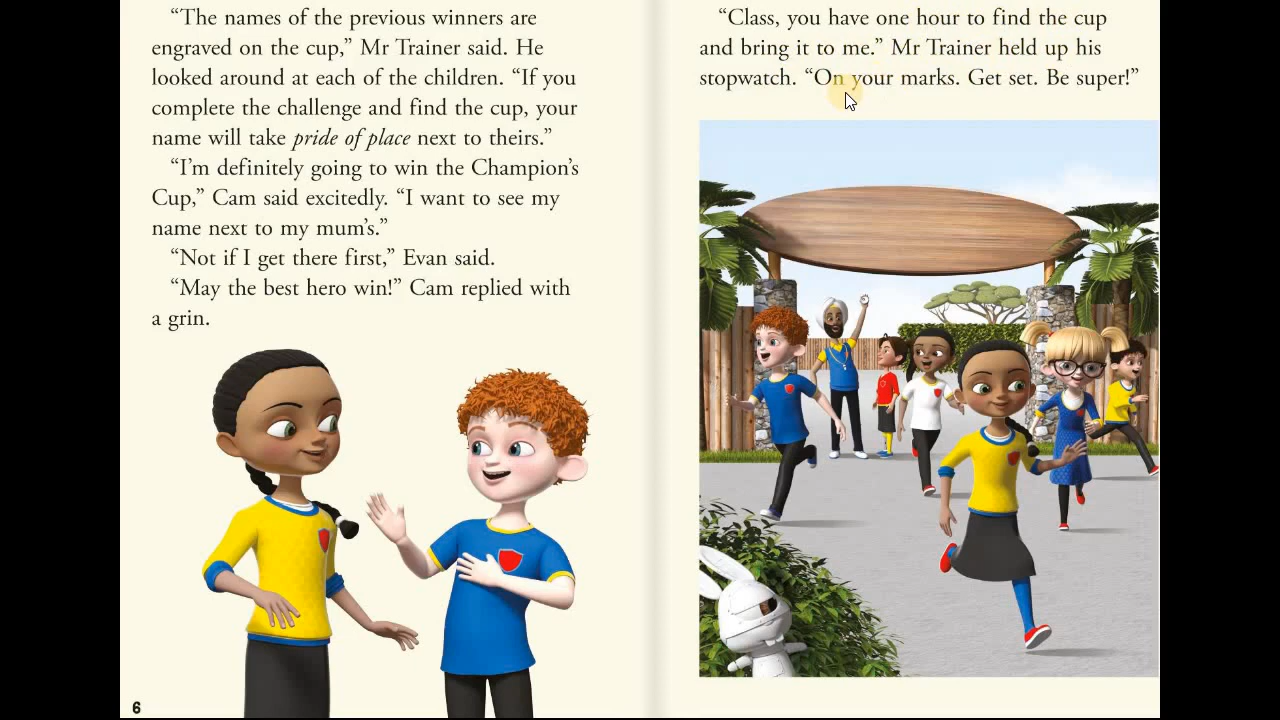 “The names of the previous winners are
engraved on the cup,” Mr Trainer said. He
looked around at each of the children. “If you
complete the challenge and find the cup, your
name will take pride of place next to theirs.”
“I’m definitely going to win the Champion’s
Cup,” Cam said excitedly. “I want to see my
name next to my mum’s.”
“Not if I get there first,” Evan said.
“May the best hero win!” Cam replied with
a grin.
6
“Class, you have one hour to find the cup
and bring it to me.” Mr Trainer held up his
stopwatch. “On your marks. Get set. Be super!”